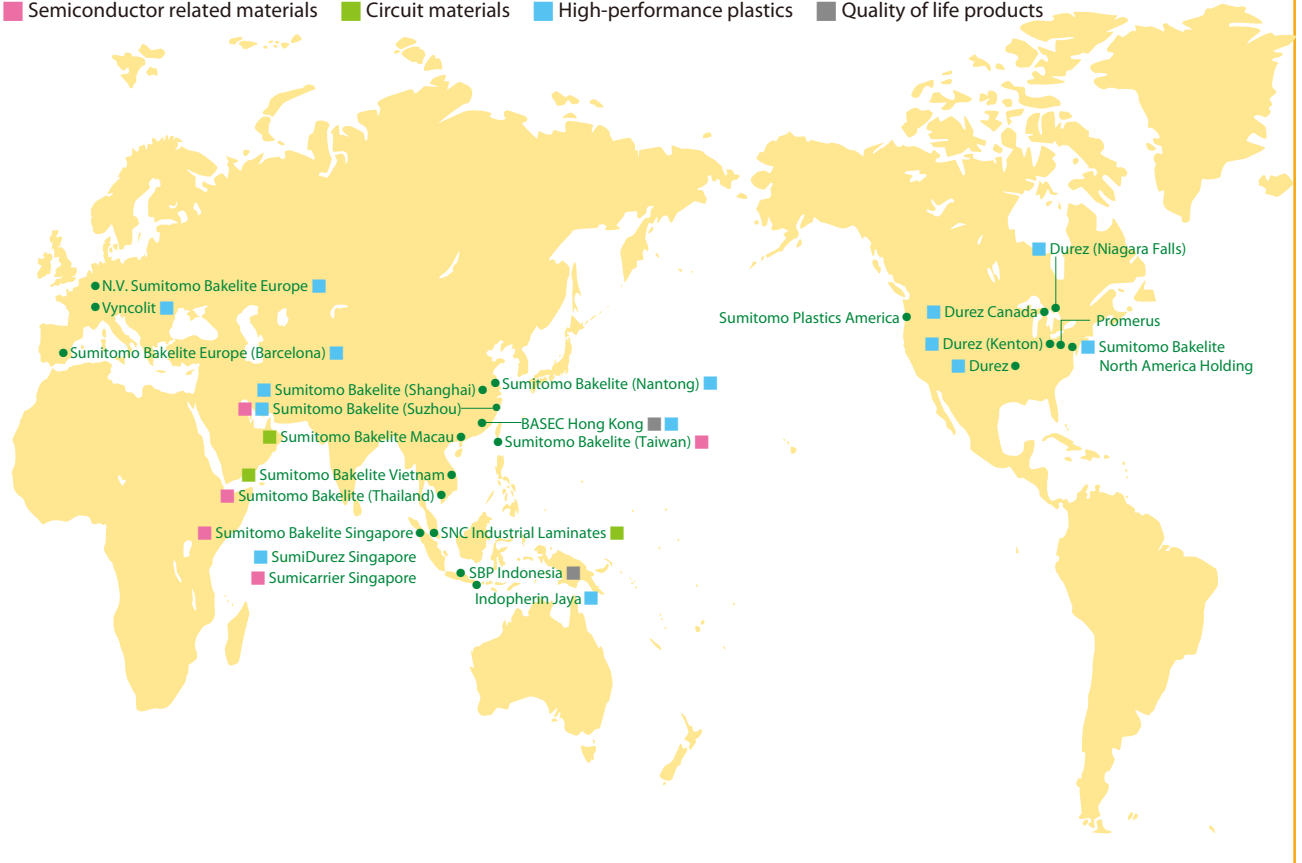 Semiconductor related materials Circuit materials High-performance plastics Quality of life products
Durez (Niagara Falls)
N.V. Sumitomo Bakelite Europe
Vyncolit
Sumitomo Plastics America
Durez Canada
Promerus
Durez (Kenton)
Sumitomo Bakelite
North America Holding
Sumitomo Bakelite Europe (Barcelona)
Durez
Sumitomo Bakelite (Shanghai)
Sumitomo Bakelite (Nantong)
Sumitomo Bakelite (Suzhou)
BASEC Hong Kong
Sumitomo Bakelite Macau
Sumitomo Bakelite (Taiwan)
Sumitomo Bakelite Vietnam
Sumitomo Bakelite (Thailand)
Sumitomo Bakelite Singapore
SNC Industrial Laminates
SumiDurez Singapore
Sumicarrier Singapore
SBP Indonesia
Indopherin Jaya